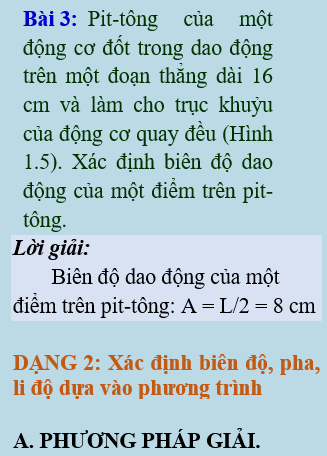 Bài 3: Pit-tông của một
động cơ đốt trong dao động
trên một đoạn thẳng dài 16
cm và làm cho trục khuỷu
của động cơ quay đều (Hình
1.5). Xác định biên độ dao
động của một điểm trên pit-
tông.
Lời giải:
Biên độ dao động của một
điểm trên pit-tông: A = L/2 = 8 cm
DẠNG 2: Xác định biên độ, pha,
li độ dựa vào phương trình
A. PHƯƠNG PHÁP GIẢI.